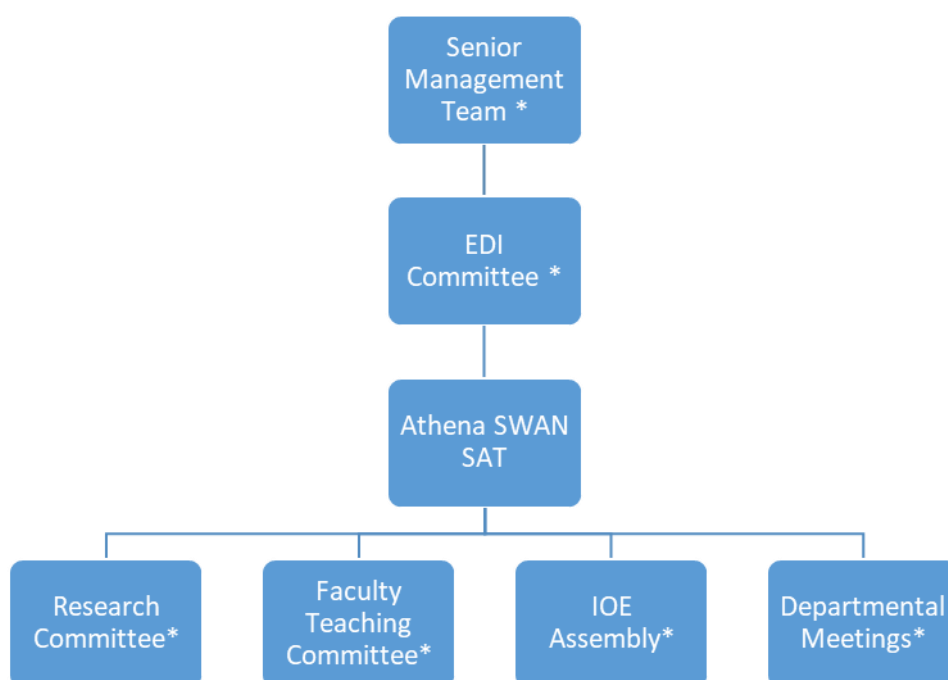 Senior
Management
Team *
EDI
Committee *
Athena SWAN
SAT
Research
Committee*
Faculty
Teaching
Committee*
IOE
Assembly*
Departmental
Meetings*